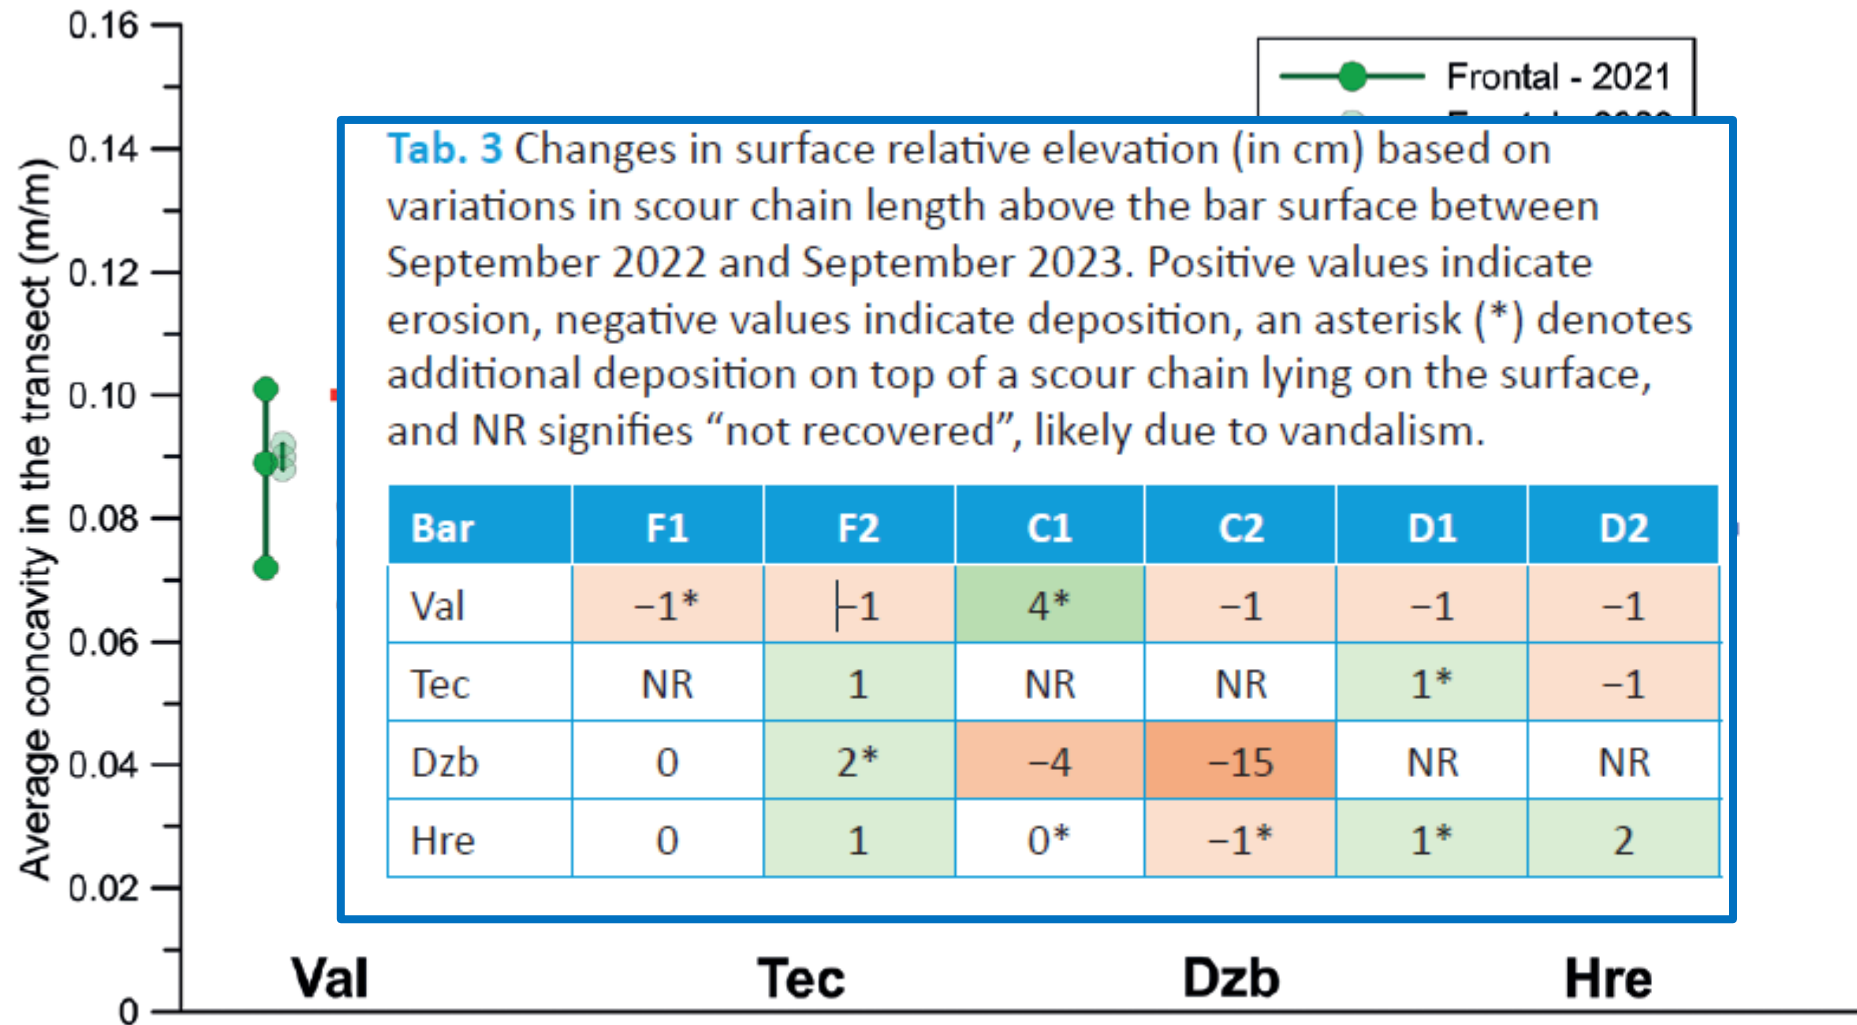 0.16
0.14
0.12
0.10
0.08
0.06
0.04
0.02
0
Average concavity in the transect (m/m)
Frontal - 2021
Tab. 3 Changes in surface relative elevation (in cm) based on
variations in scour chain length above the bar surface between
September 2022 and September 2023. Positive values indicate
erosion, negative values indicate deposition, an asterisk (*) denotes
additional deposition on top of a scour chain lying on the surface,
and NR signifies “not recovered”, likely due to vandalism.
Bar F1 F2 C1 C2 D1 D2
Val −1* −1 4* −1 −1 −1
Tec NR 1 NR NR 1* −1
Dzb 0 2* −4 −15 NR NR
Hre 0 1 0* −1* 1* 2
Val Tec Dzb Hre